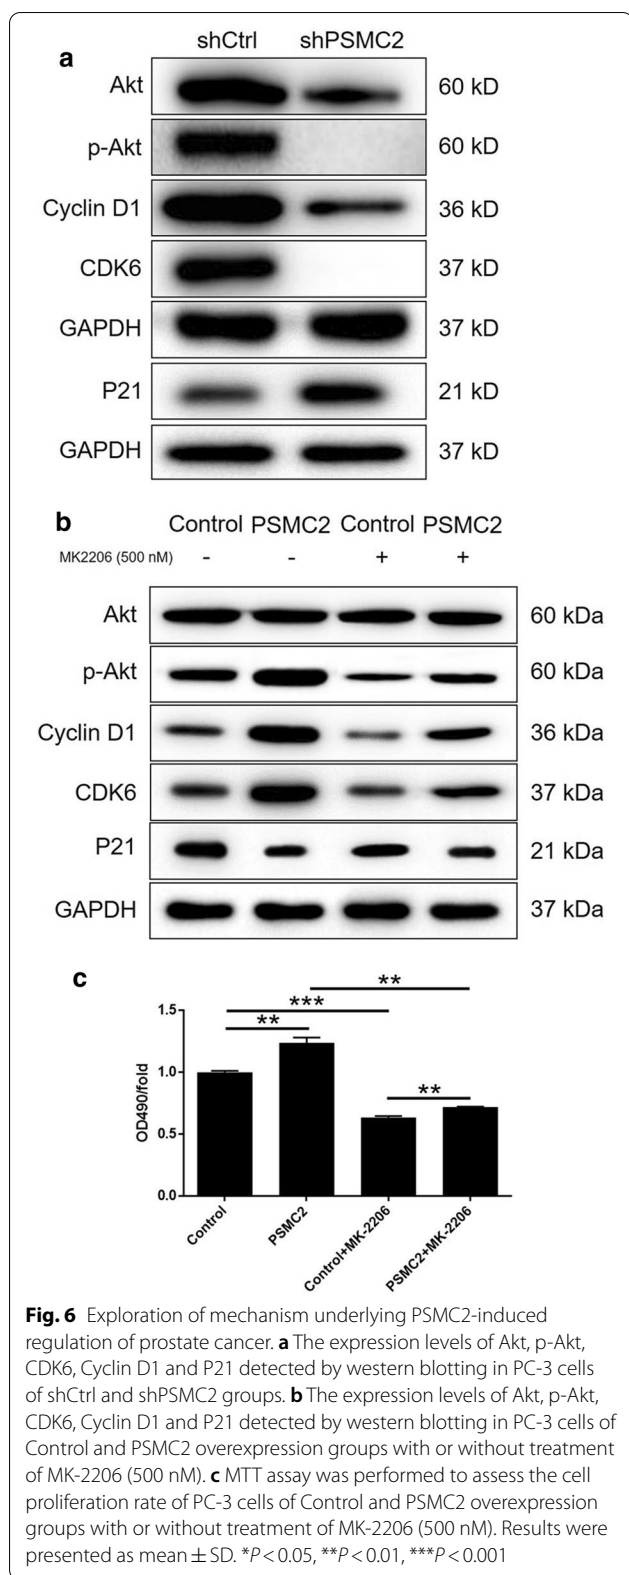 a
shCtrl shPSMC2
Akt 60 kD
p-Akt 60 kD
Cyclin D1 36 kD
CDK6 37 kD
GAPDH 37 kD
P21 21 kD
GAPDH 37 kD
b
Control PSMC2 Control PSMC2
MK2206 (500 nM) - - + +
Akt 60 kDa
p-Akt 60 kDa
Cyclin D1 36 kDa
CDK6 37 kDa
P21 21 kDa
GAPDH 37 kDa
c
**
***
**
**
OD490/fold
1.5
1.0
0.5
0.0
Control
PSMC2
Control+MK-2206
PSMC2+MK-2206
Fig. 6 Exploration of mechanism underlying PSMC2-induced
regulation of prostate cancer. a The expression levels of Akt, p-Akt,
CDK6, Cyclin D1 and P21 detected by western blotting in PC-3 cells
of shCtrl and shPSMC2 groups. b The expression levels of Akt, p-Akt,
CDK6, Cyclin D1 and P21 detected by western blotting in PC-3 cells of
Control and PSMC2 overexpression groups with or without treatment
of MK-2206 (500 nM). c MTT assay was performed to assess the cell
proliferation rate of PC-3 cells of Control and PSMC2 overexpression
groups with or without treatment of MK-2206 (500 nM). Results were
presented as mean ± SD. *P < 0.05, **P < 0.01, ***P < 0.001